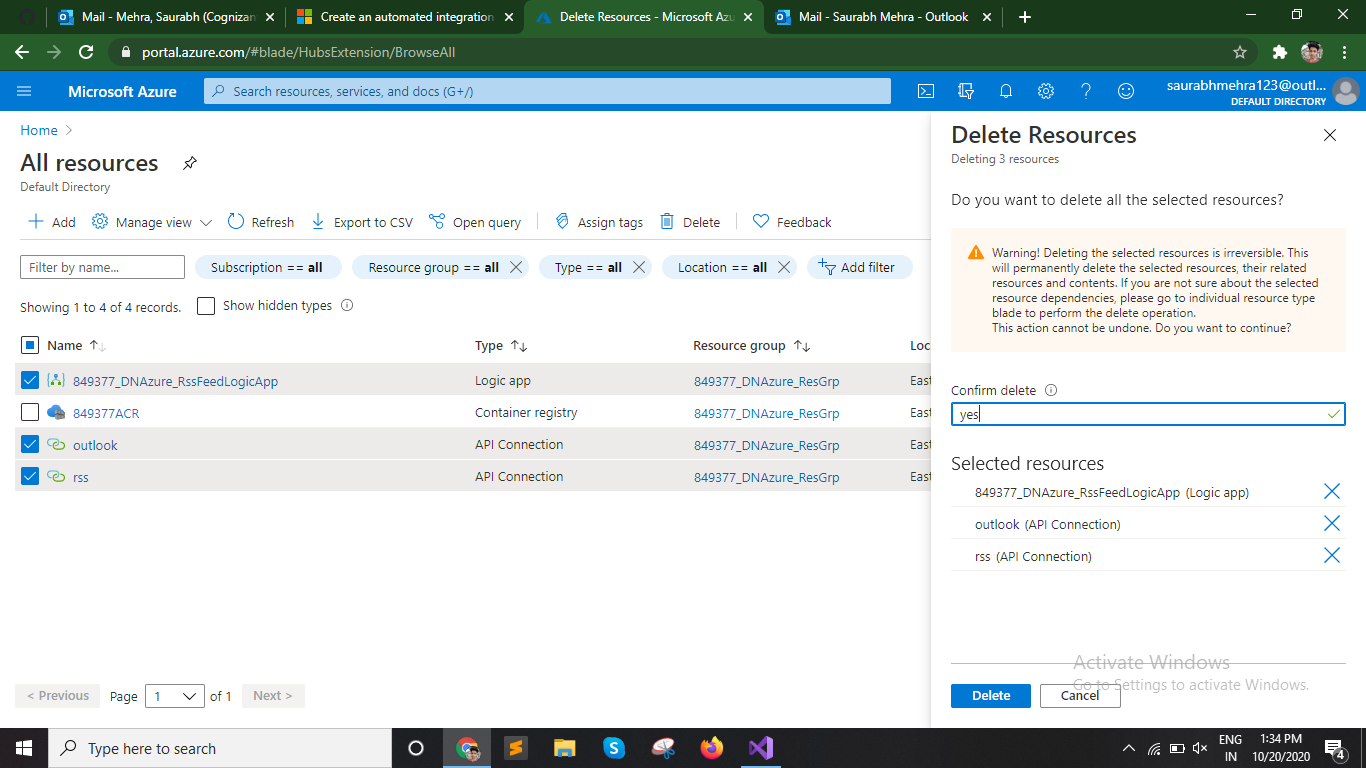 Mail - Mehra, Saurabh (Cognizan
Create an automated integration
Delete Resources - Microsoft Azu
Mail - Saurabh Mehra - Outlook
portal.azure.com/#blade/HubsExtension/BrowseAll
Microsoft Azure
Search resources, services, and docs (G+/)
saurabhmehra123@outl...
DEFAULT DIRECTORY
Home >
All resources
Default Directory
Add
Manage view
Refresh
Export to CSV
Open query
Assign tags
Delete
Feedback
Filter by name...
Subscription == all
Resource group == all
Type == all
Location == all
Add filter
Showing 1 to 4 of 4 records.
Show hidden types
Name
Type
Resource group
Loc
849377_DNAzure_RssFeedLogicApp
Logic app
849377_DNAzure_ResGrp
East
849377ACR
Container registry
849377_DNAzure_ResGrp
East
outlook
API Connection
849377_DNAzure_ResGrp
East
rss
API Connection
849377_DNAzure_ResGrp
East
< Previous
Page
1
of 1
Next >
Delete Resources
Deleting 3 resources
Do you want to delete all the selected resources?
Warning! Deleting the selected resources is irreversible. This
will permanently delete the selected resources, their related
resources and contents. If you are not sure about the selected
resource dependencies, please go to individual resource type
blade to perform the delete operation.
This action cannot be undone. Do you want to continue?
Confirm delete
yes
Selected resources
849377_DNAzure_RssFeedLogicApp (Logic app)
outlook (API Connection)
rss (API Connection)
Activate Windows
Go to Settings to activate Windows.
Delete
Cancel
Type here to search
ENG
IN
1:34 PM
10/20/2020
4